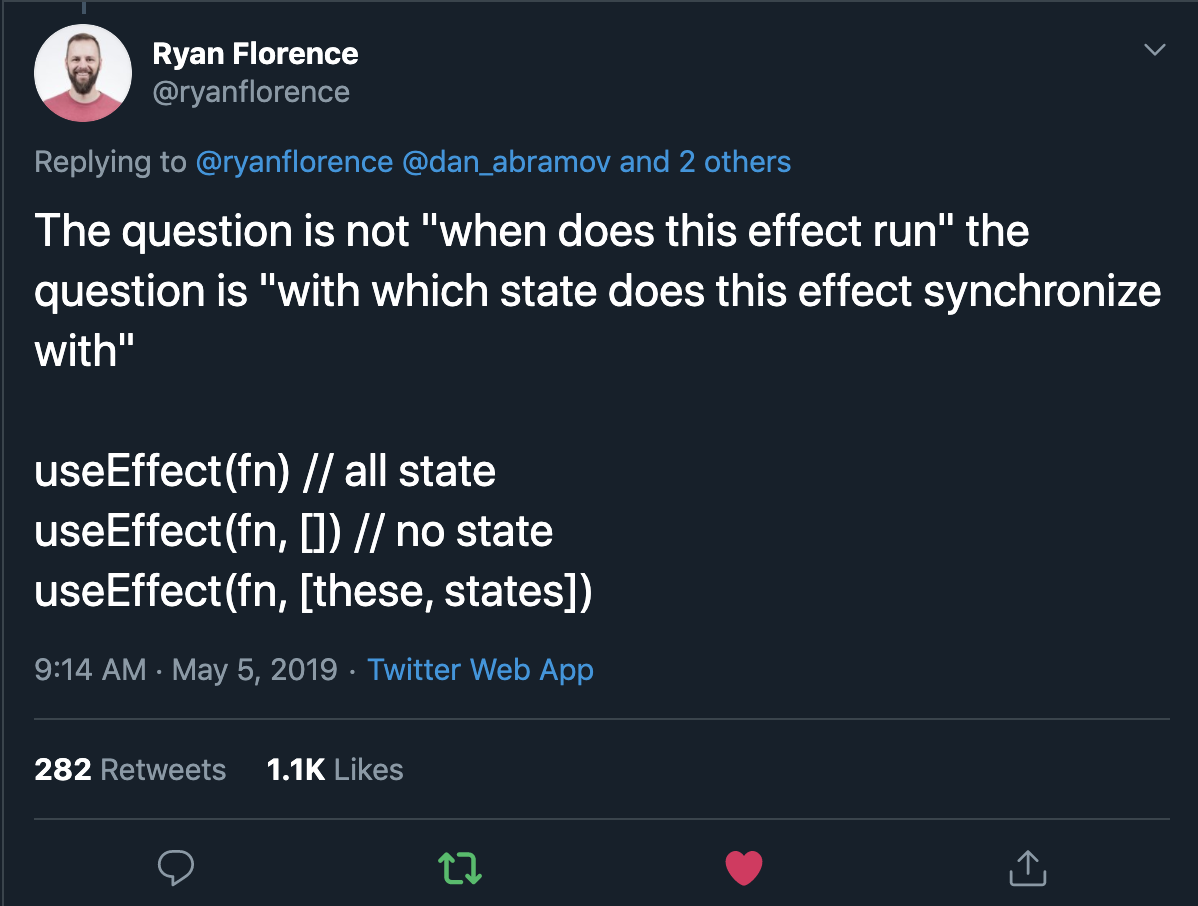 Ryan Florence
@ryanflorence
Replying to @ryanflorence @dan_abramov and 2 others
The question is not "when does this effect run" the
question is "with which state does this effect synchronize
with"
useEffect(fn) // all state
useEffect(fn, []) // no state
useEffect(fn, [these, states])
9:14 AM · May 5, 2019 · Twitter Web App
282 Retweets 1.1K Likes